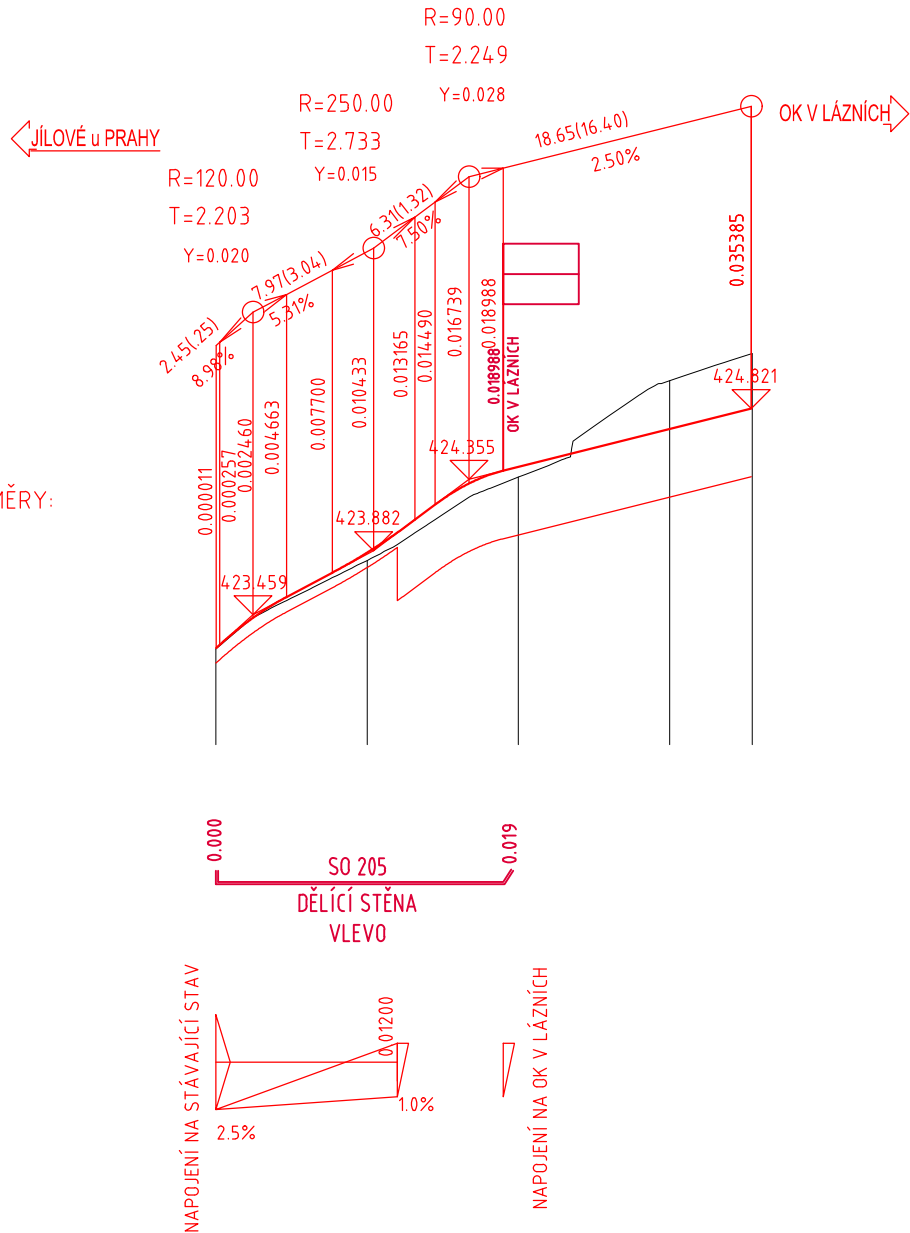 R=90.00
T=2.249
Y=0.028
R=250.00
T=2.733
Y=0.015
R=120.00
T=2.203
Y=0.020
JÍLOVÉ u PRAHY
OK V LÁZNÍCH
2.45(.25)
8.98%
7.97(3.04)
5.31%
6.31(1.32)
7.50%
18.65(16.40)
2.50%
0.000011
0.000257
0.002460
0.004663
0.007700
0.010433
0.013165
0.014490
0.016739
0.018988
0.018988
OK V LÁZNÍCH
0.035385
423.459
423.882
424.355
424.821
MĚRY:
0.000
0.019
SO 205
DĚLÍCÍ STĚNA
VLEVO
NAPOJENÍ NA STÁVAJÍCÍ STAV
2.5%
0.01200
1.0%
NAPOJENÍ NA OK V LÁZNÍCH